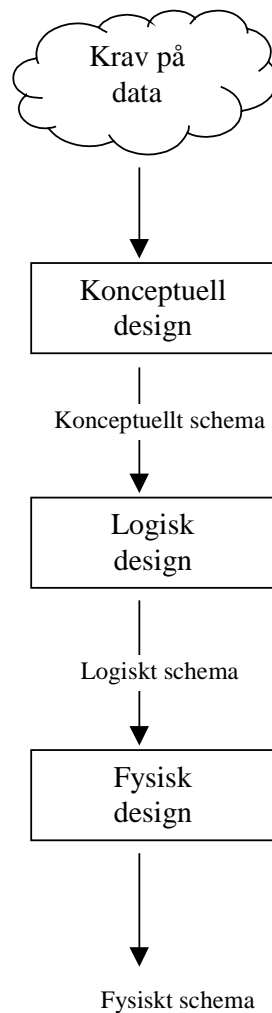 Krav på
data
Konceptuell
design
Konceptuellt schema
Logisk
design
Logiskt schema
Fysisk
design
Fysiskt schema